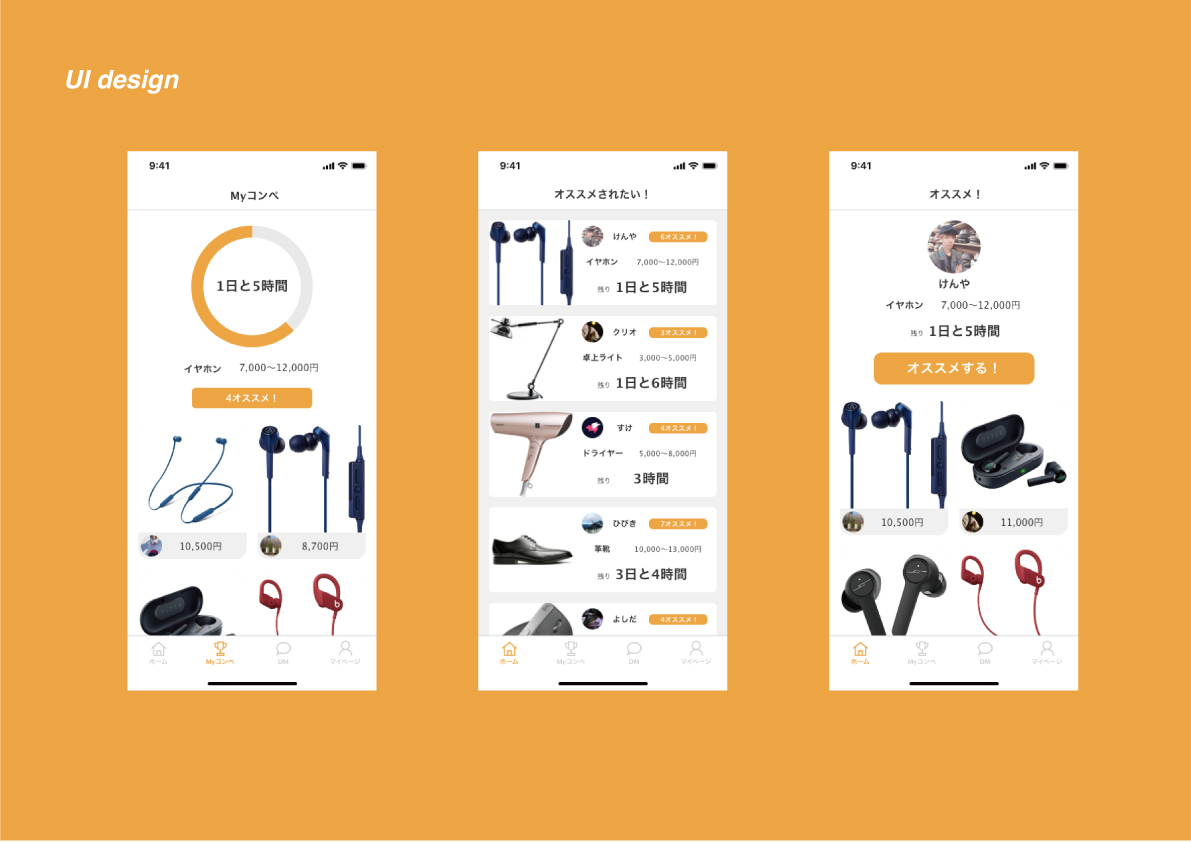 UI design
9:41
Myコンペ
1日と5時間
イヤホン 7,000〜12,000円
4オススメ！
10,500円 8,700円
ホーム Myコンペ DM マイページ
9:41
オススメされたい！
けんや 6オススメ！
イヤホン 7,000〜12,000円
残り 1日と5時間
クリオ 3オススメ！
卓上ライト 3,000〜5,000円
残り 1日と6時間
すけ 4オススメ！
ドライヤー 5,000〜8,000円
残り 3時間
ひびき 7オススメ！
革靴 10,000〜13,000円
残り 3日と4時間
よしだ 4オススメ！
ホーム Myコンペ DM マイページ
9:41
オススメ！
けんや
イヤホン 7,000〜12,000円
残り 1日と5時間
オススメする！
10,500円 11,000円
ホーム Myコンペ DM マイページ